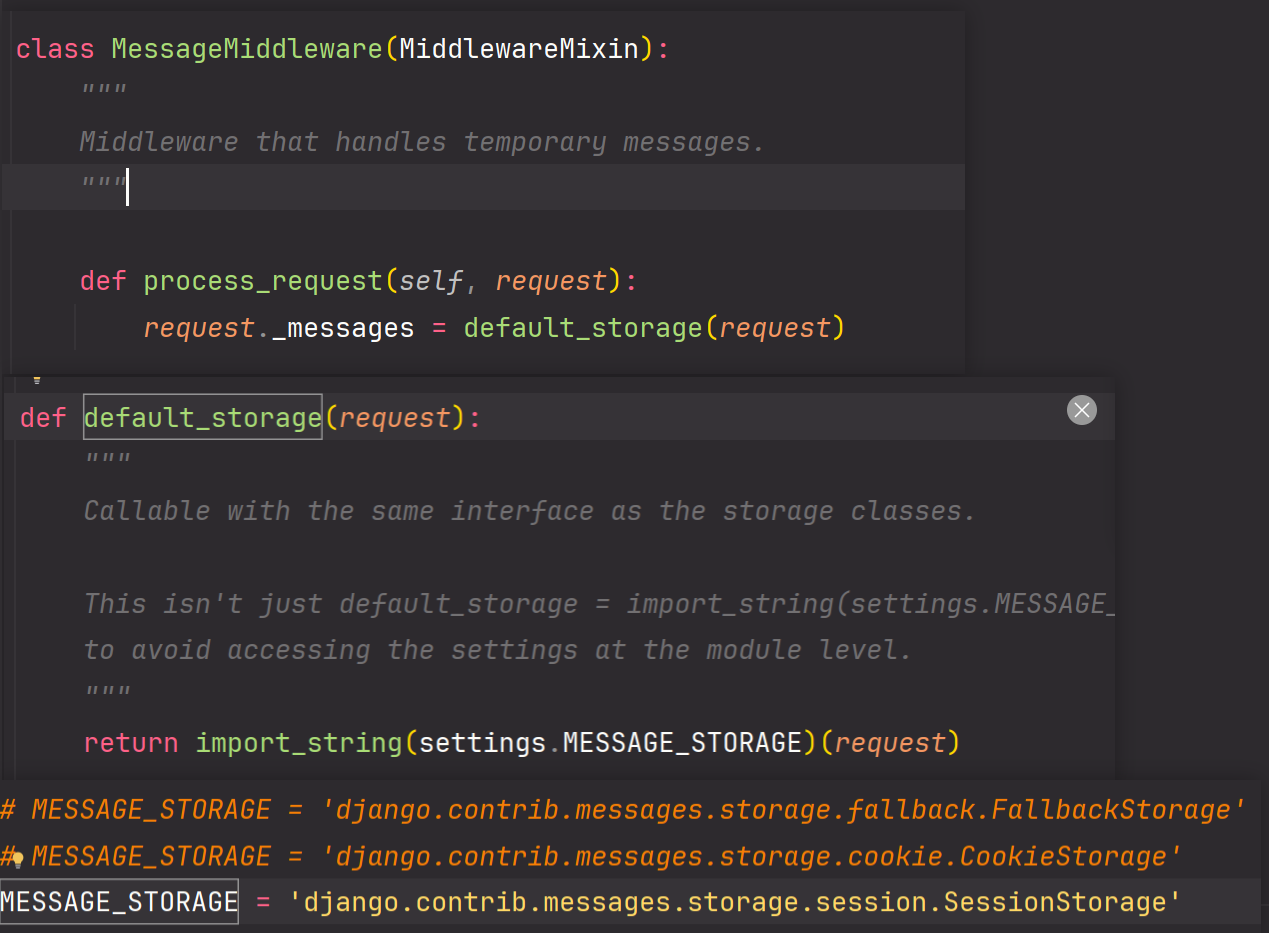 class MessageMiddleware(MiddlewareMixin):
"""
Middleware that handles temporary messages.
"""
def process_request(self, request):
request._messages = default_storage(request)
def default_storage(request):
"""
Callable with the same interface as the storage classes.
This isn't just default_storage = import_string(settings.MESSAGE_
to avoid accessing the settings at the module level.
"""
return import_string(settings.MESSAGE_STORAGE)(request)
# MESSAGE_STORAGE = 'django.contrib.messages.storage.fallback.FallbackStorage'
# MESSAGE_STORAGE = 'django.contrib.messages.storage.cookie.CookieStorage'
MESSAGE_STORAGE = 'django.contrib.messages.storage.session.SessionStorage'